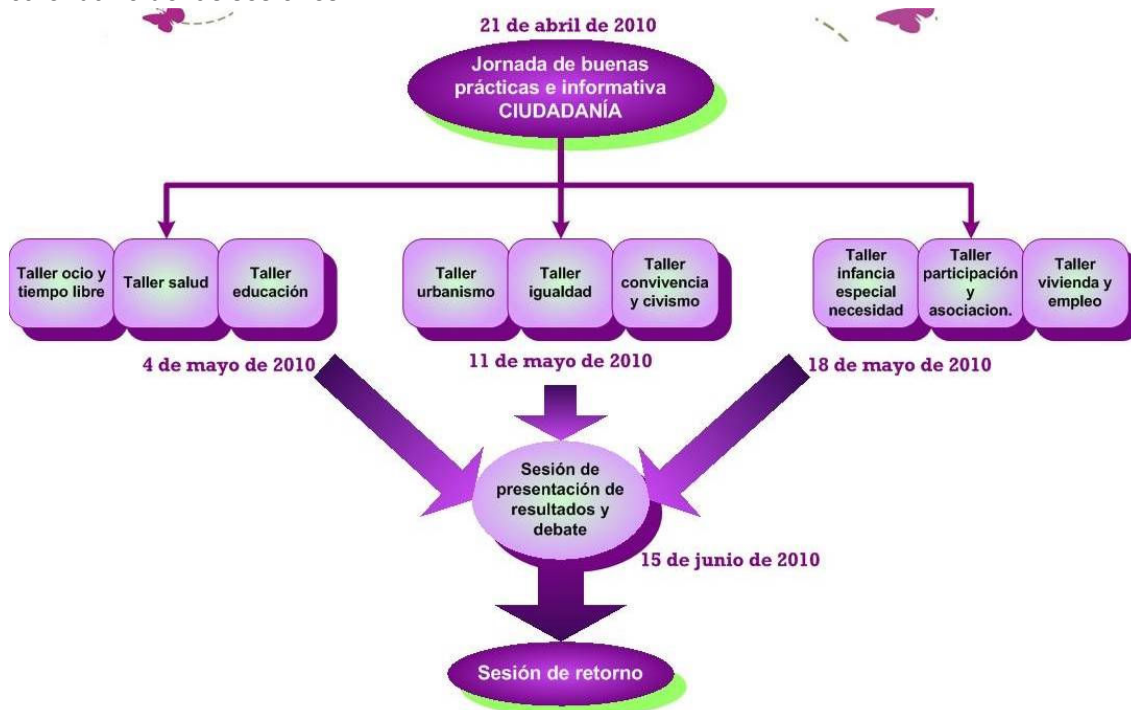 21 de abril de 2010
Jornada de buenas
prácticas e informativa
CIUDADANÍA
Taller ocio y
tiempo libre
Taller salud
Taller
educación
Taller
urbanismo
Taller
igualdad
Taller
convivencia
y civismo
Taller
infancia
especial
necesidad
Taller
participación
y
asociacion.
Taller
vivienda y
empleo
4 de mayo de 2010
11 de mayo de 2010
18 de mayo de 2010
Sesión de
presentación de
resultados y
debate
15 de junio de 2010
Sesión de retorno